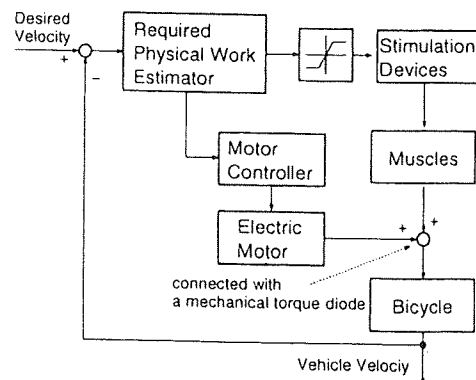 Desired
Velocity
+
−
Required
Physical Work
Estimator
Stimulation
Devices
Motor
Controller
Muscles
Electric
Motor
+
+
connected with
a mechanical torque diode
Bicycle
Vehicle Velociy